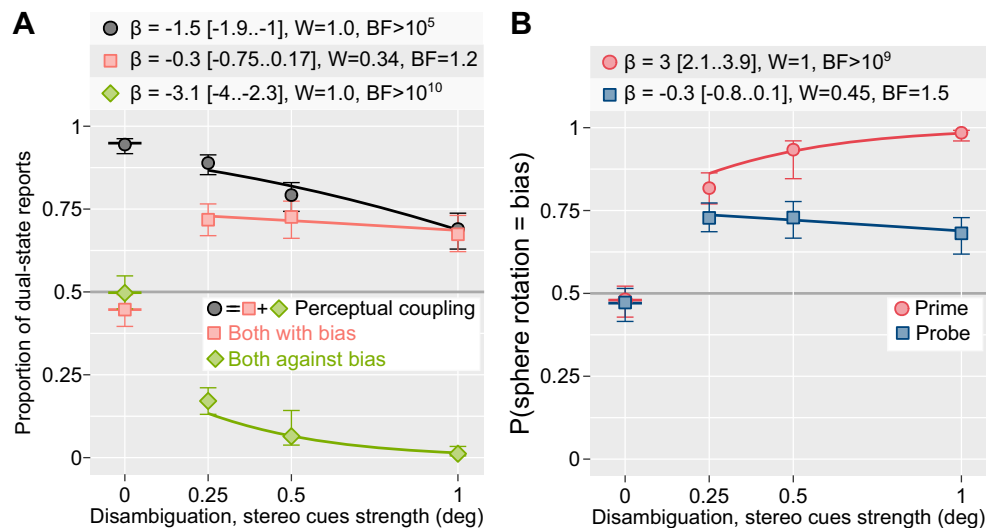 A
β = -1.5 [-1.9..-1], W=1.0, BF>10⁵
β = -0.3 [-0.75..0.17], W=0.34, BF=1.2
β = -3.1 [-4..-2.3], W=1.0, BF>10¹⁰
Proportion of dual-state reports
1
0.75
0.5
0.25
0
= + Perceptual coupling
Both with bias
Both against bias
0 0.25 0.5 1
Disambiguation, stereo cues strength (deg)
B
β = 3 [2.1..3.9], W=1, BF>10⁹
β = -0.3 [-0.8..0.1], W=0.45, BF=1.5
P(sphere rotation = bias)
1
0.75
0.5
0.25
0
Prime
Probe
0 0.25 0.5 1
Disambiguation, stereo cues strength (deg)